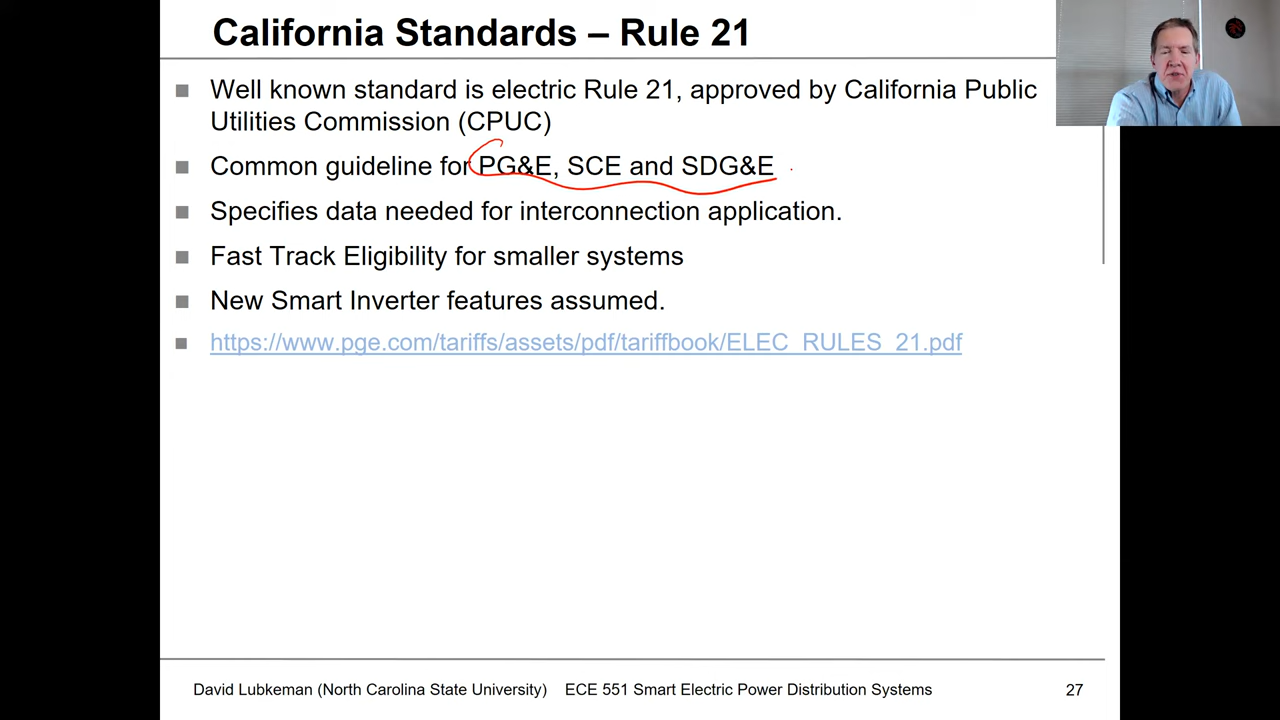 California Standards – Rule 21
Well known standard is electric Rule 21, approved by California Public
Utilities Commission (CPUC)
Common guideline for PG&E, SCE and SDG&E
Specifies data needed for interconnection application.
Fast Track Eligibility for smaller systems
New Smart Inverter features assumed.
https://www.pge.com/tariffs/assets/pdf/tariffbook/ELEC_RULES_21.pdf
David Lubkeman (North Carolina State University) ECE 551 Smart Electric Power Distribution Systems 27